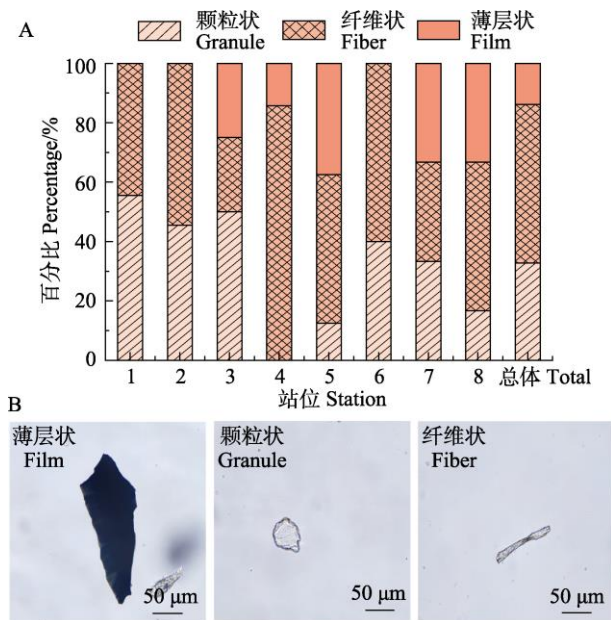 A
颗粒状 纤维状 薄层状
Granule Fiber Film
百分比 Percentage/%
100
80
60
40
20
0
1 2 3 4 5 6 7 8 总体 Total
站位 Station
B
薄层状 颗粒状 纤维状
Film Granule Fiber
50 μm 50 μm 50 μm